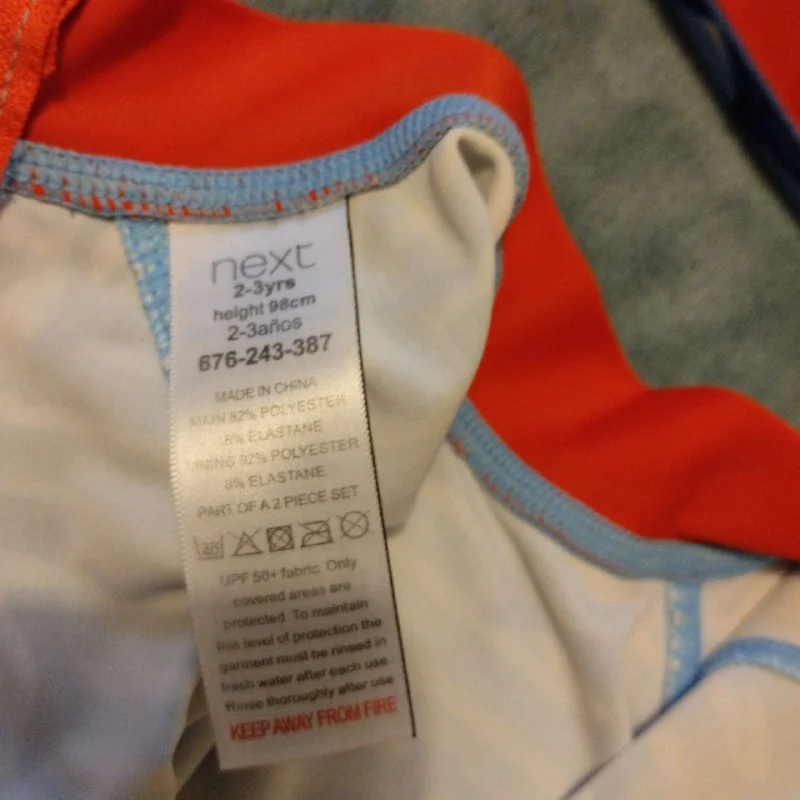 next
2-3yrs
height 98cm
2-3años
676-243-387
MADE IN CHINA
MAIN 82% POLYESTER
18% ELASTANE
LINING 92% POLYESTER
8% ELASTANE
PART OF A 2 PIECE SET
40
UPF 50+ fabric Only
covered areas are
protected To maintain
this level of protection the
garment must be rinsed in
fresh water after each use.
Rinse thoroughly after use
KEEP AWAY FROM FIRE